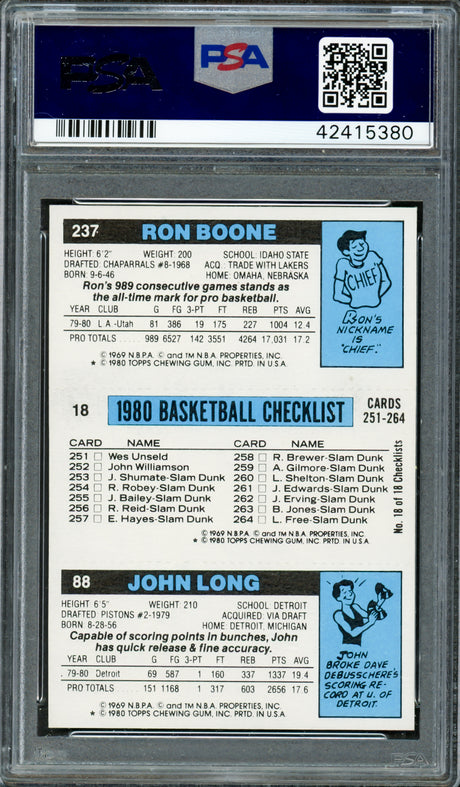 PSA
PSA
42415380
237 RON BOONE
HEIGHT: 6'2" WEIGHT: 200 SCHOOL: IDAHO STATE
DRAFTED: CHAPARRALS #8-1968 ACQ.: TRADE WITH LAKERS
BORN: 9-6-46 HOME: OMAHA, NEBRASKA
Ron's 989 consecutive games stands as
the all-time mark for pro basketball.
YEAR CLUB G FG 3-PT FT REB PTS AVG
79-80 L A -Utah 81 386 19 175 227 1004 12.4
PRO TOTALS..... 989 6527 142 3551 4264 17,031 17.2
© 1969 N.B.P.A. © and TM N.B.A. PROPERTIES, INC.
* © 1980 TOPPS CHEWING GUM, INC. PRTD. IN U.S.A.
CHIEF
RON'S
NICKNAME
IS
"CHIEF."
18 1980 BASKETBALL CHECKLIST CARDS
251-264
CARD NAME CARD NAME
251 Wes Unseld 258 R. Brewer-Slam Dunk
252 John Williamson 259 A. Gilmore-Slam Dunk
253 J. Shumate-Slam Dunk 260 L. Shelton-Slam Dunk
254 R. Robey-Slam Dunk 261 J. Edwards-Slam Dunk
255 J. Bailey-Slam Dunk 262 J. Erving-Slam Dunk
256 R. Reid-Slam Dunk 263 B. Jones-Slam Dunk
257 E. Hayes-Slam Dunk 264 L. Free-Slam Dunk
No. 18 of 18 Checklists
© 1969 N.B.P.A. © and TM N.B.A. PROPERTIES, INC.
* © 1980 TOPPS CHEWING GUM, INC. PRTD. IN U.S.A.
88 JOHN LONG
HEIGHT: 6'5" WEIGHT: 210 SCHOOL: DETROIT
DRAFTED: PISTONS #2-1979 ACQUIRED: VIA DRAFT
BORN: 8-28-56 HOME: DETROIT, MICHIGAN
Capable of scoring points in bunches, John
has quick release & fine accuracy.
YEAR CLUB G FG 3-PT FT REB PTS AVG
79-80 Detroit 69 587 1 160 337 1337 19.4
PRO TOTALS..... 151 1168 1 317 603 2656 17.6
© 1969 N.B.P.A. © and TM N.B.A. PROPERTIES, INC.
* © 1980 TOPPS CHEWING GUM, INC. PRTD. IN U.S.A.
JOHN
BROKE DAVE
DEBUSSCHERE'S
SCORING RE-
CORD AT U. OF
DETROIT.
PSA